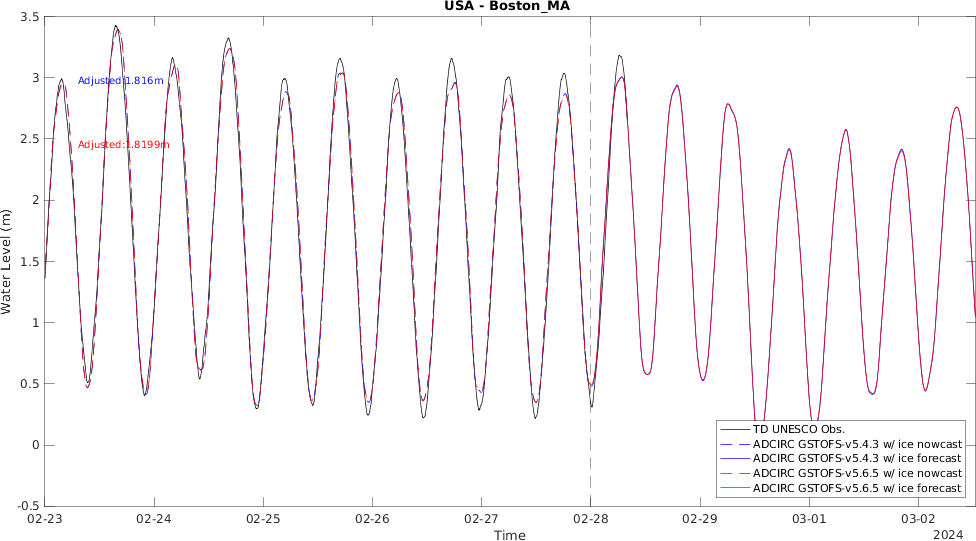 USA - Boston_MA
3.5
3
2.5
2
1.5
1
0.5
0
-0.5
Water Level (m)
Adjusted:1.816m
Adjusted:1.8199m
TD UNESCO Obs.
ADCIRC GSTOFS-v5.4.3 w/ ice nowcast
ADCIRC GSTOFS-v5.4.3 w/ ice forecast
ADCIRC GSTOFS-v5.6.5 w/ ice nowcast
ADCIRC GSTOFS-v5.6.5 w/ ice forecast
02-23 02-24 02-25 02-26 02-27 02-28 02-29 03-01 03-02
Time
2024